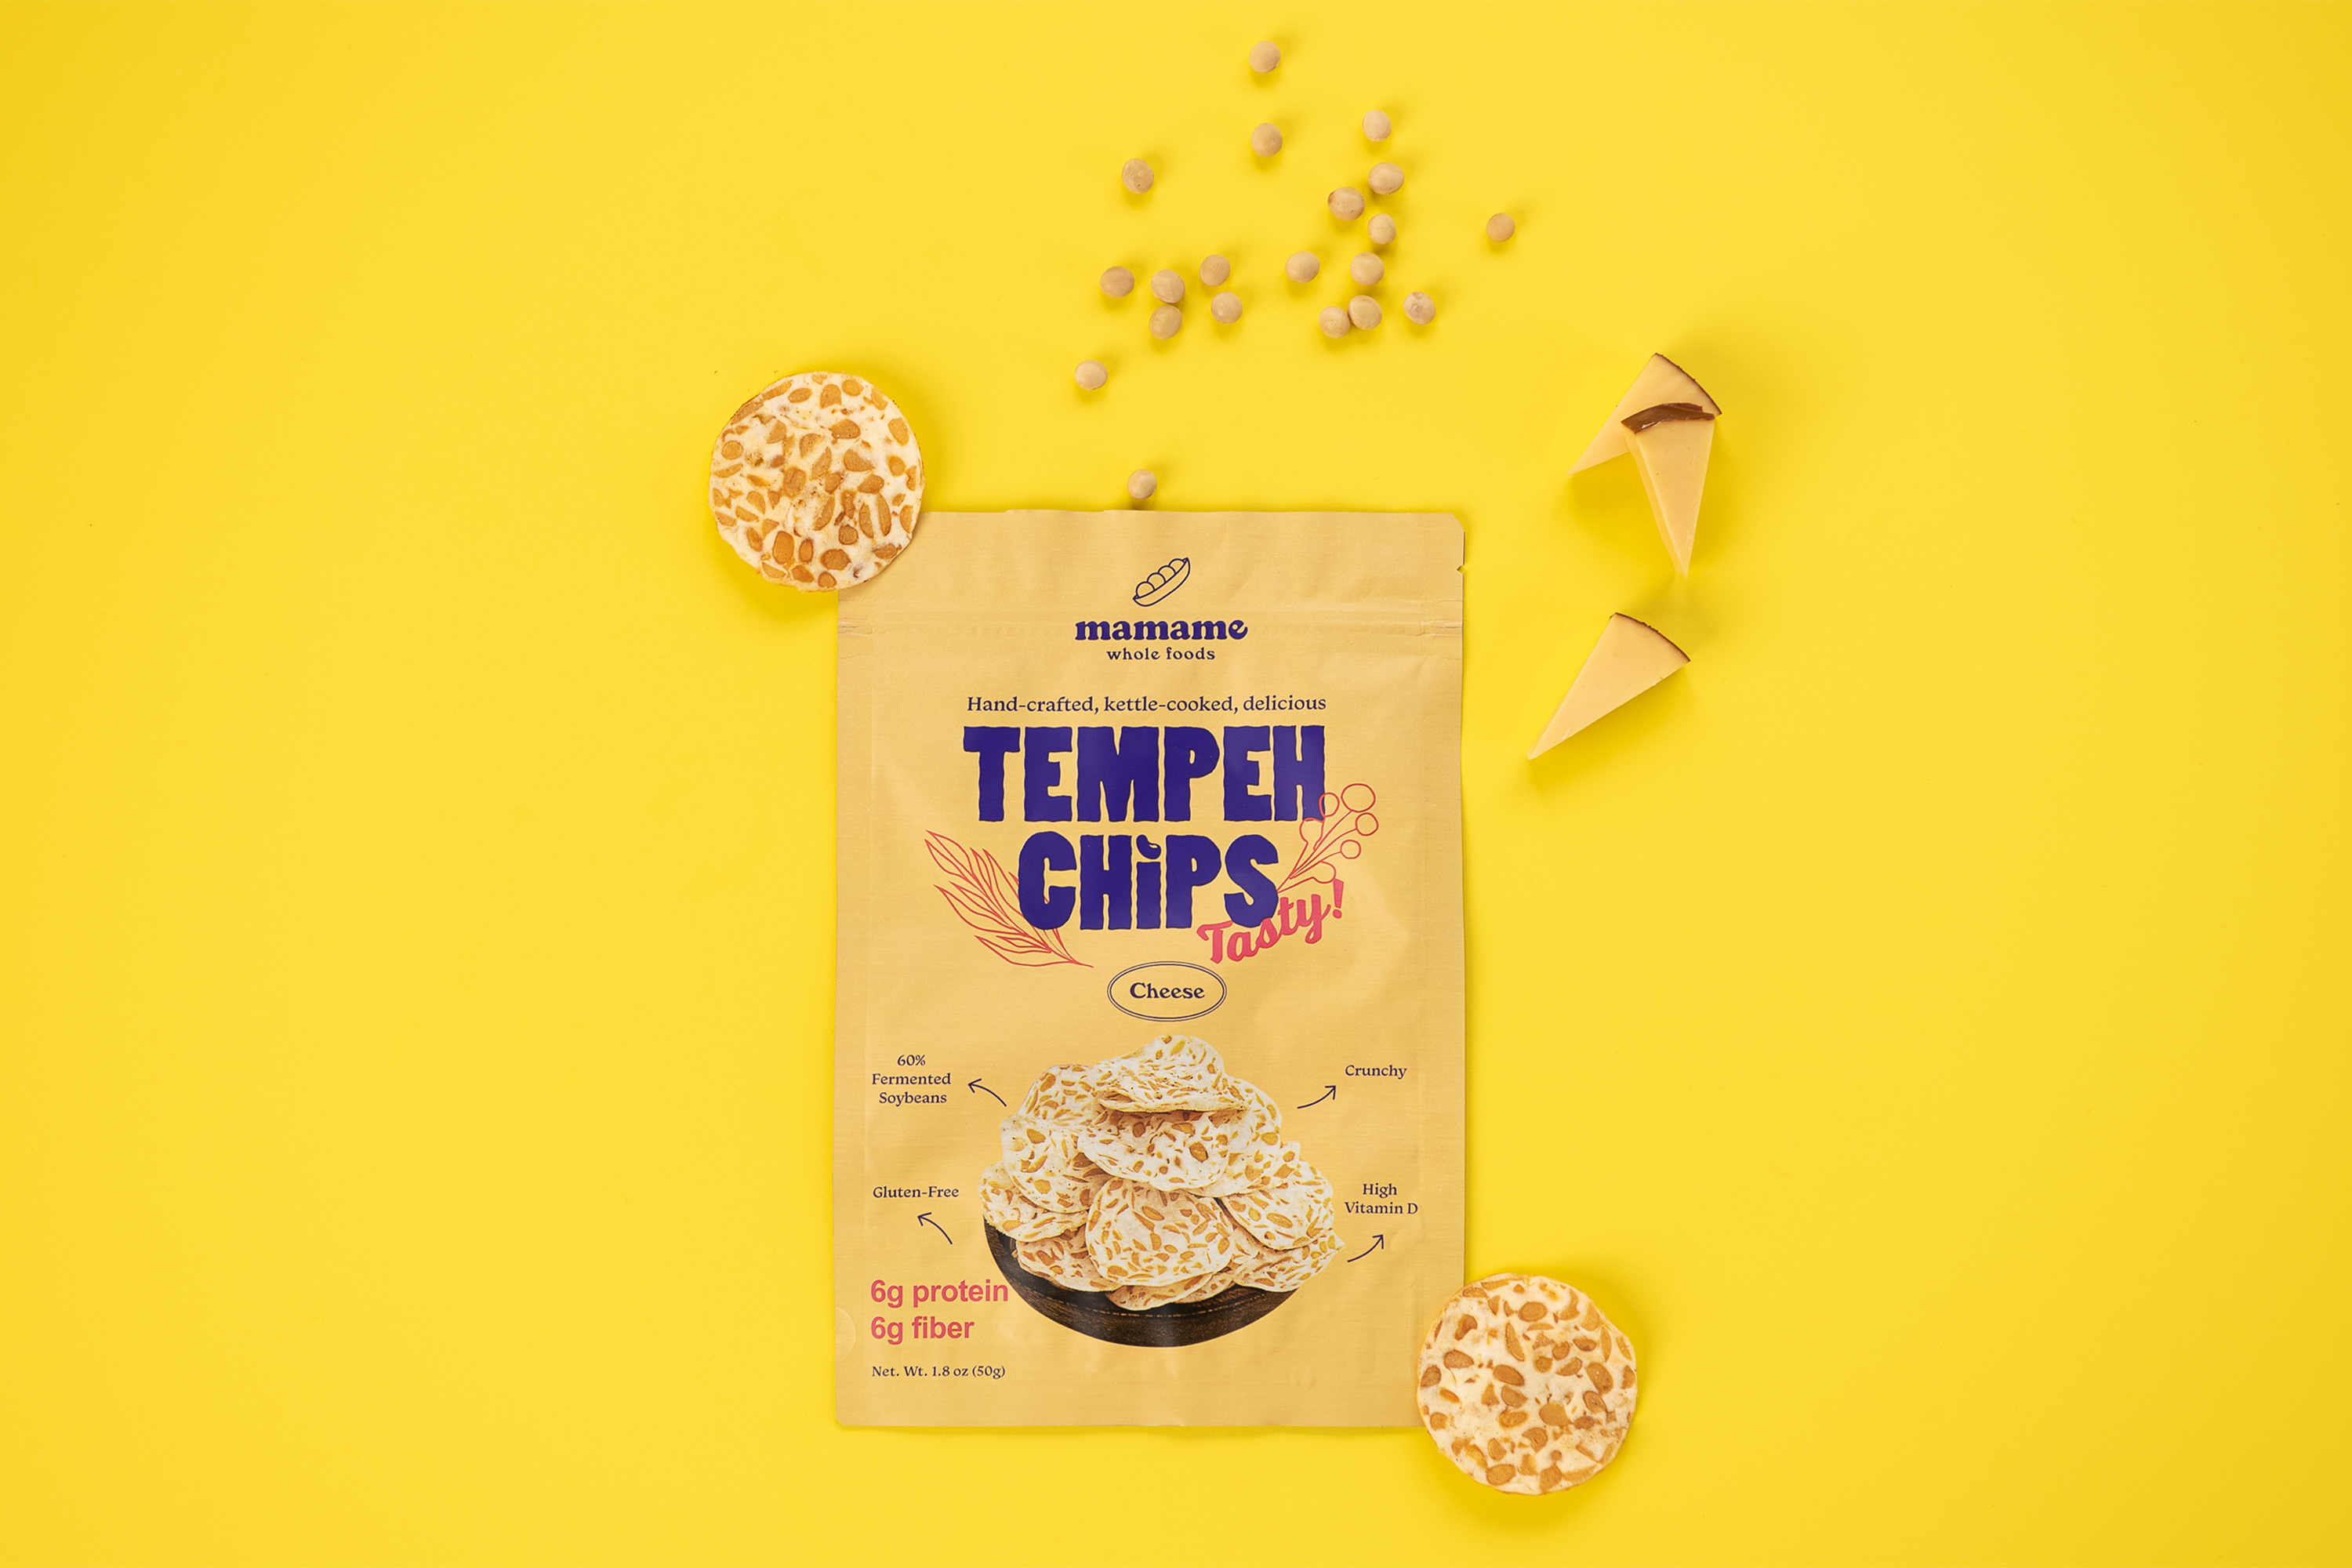 mamame
whole foods
Hand-crafted, kettle-cooked, delicious
TEMPEH
CHiPS
Tasty!
Cheese
60%
Fermented
Soybeans
Crunchy
Gluten-Free
High
Vitamin D
6g protein
6g fiber
Net. Wt. 1.8 oz (50g)